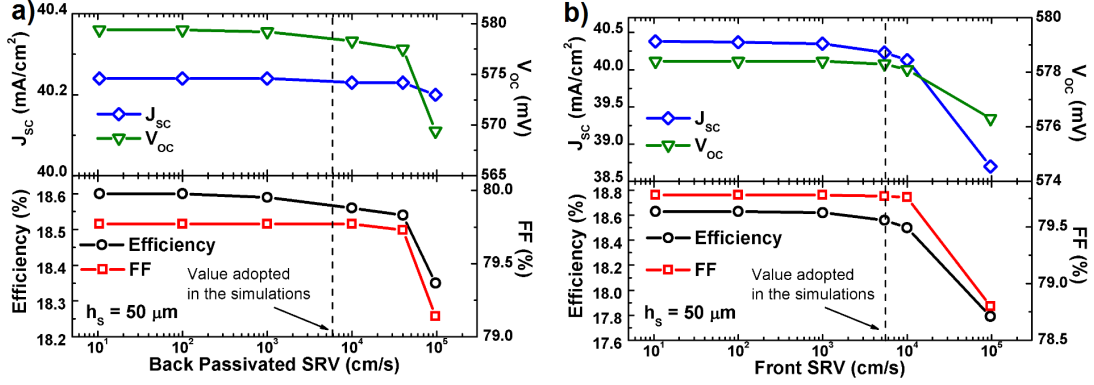 a)
40.4
40.2
40.0
J_SC (mA/cm²)
580
575
570
565
V_OC (mV)
J_SC
V_OC
18.6
18.5
18.4
18.3
18.2
Efficiency (%)
80.0
79.5
79.0
FF (%)
Efficiency
FF
Value adopted
in the simulations
h_S = 50 µm
10¹ 10² 10³ 10⁴ 10⁵
Back Passivated SRV (cm/s)
b)
40.5
40.0
39.5
39.0
38.5
J_SC (mA/cm²)
580
578
576
574
V_OC (mV)
J_SC
V_OC
18.8
18.6
18.4
18.2
18.0
17.8
17.6
Efficiency (%)
79.5
79.0
78.5
FF (%)
Efficiency
FF
Value adopted
in the simulations
h_S = 50 µm
10¹ 10² 10³ 10⁴ 10⁵
Front SRV (cm/s)